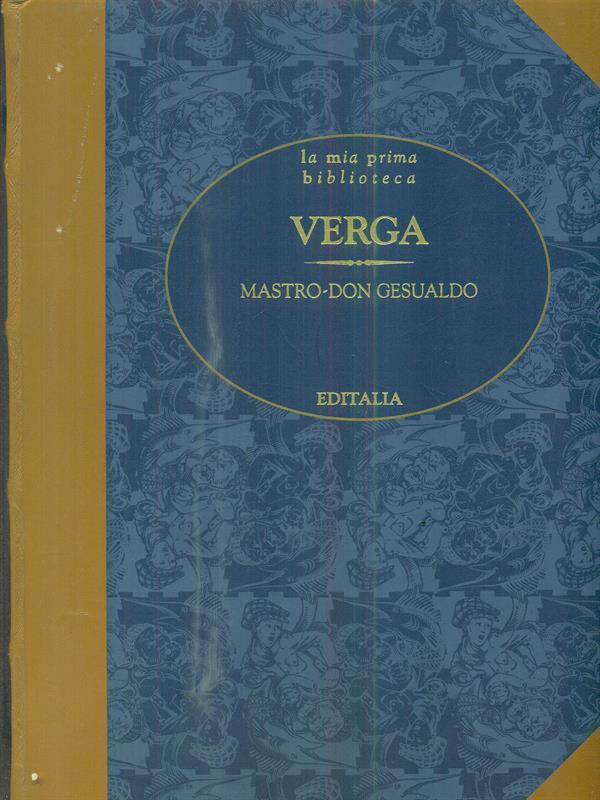 la mia prima
biblioteca
VERGA
MASTRO-DON GESUALDO
EDITALIA